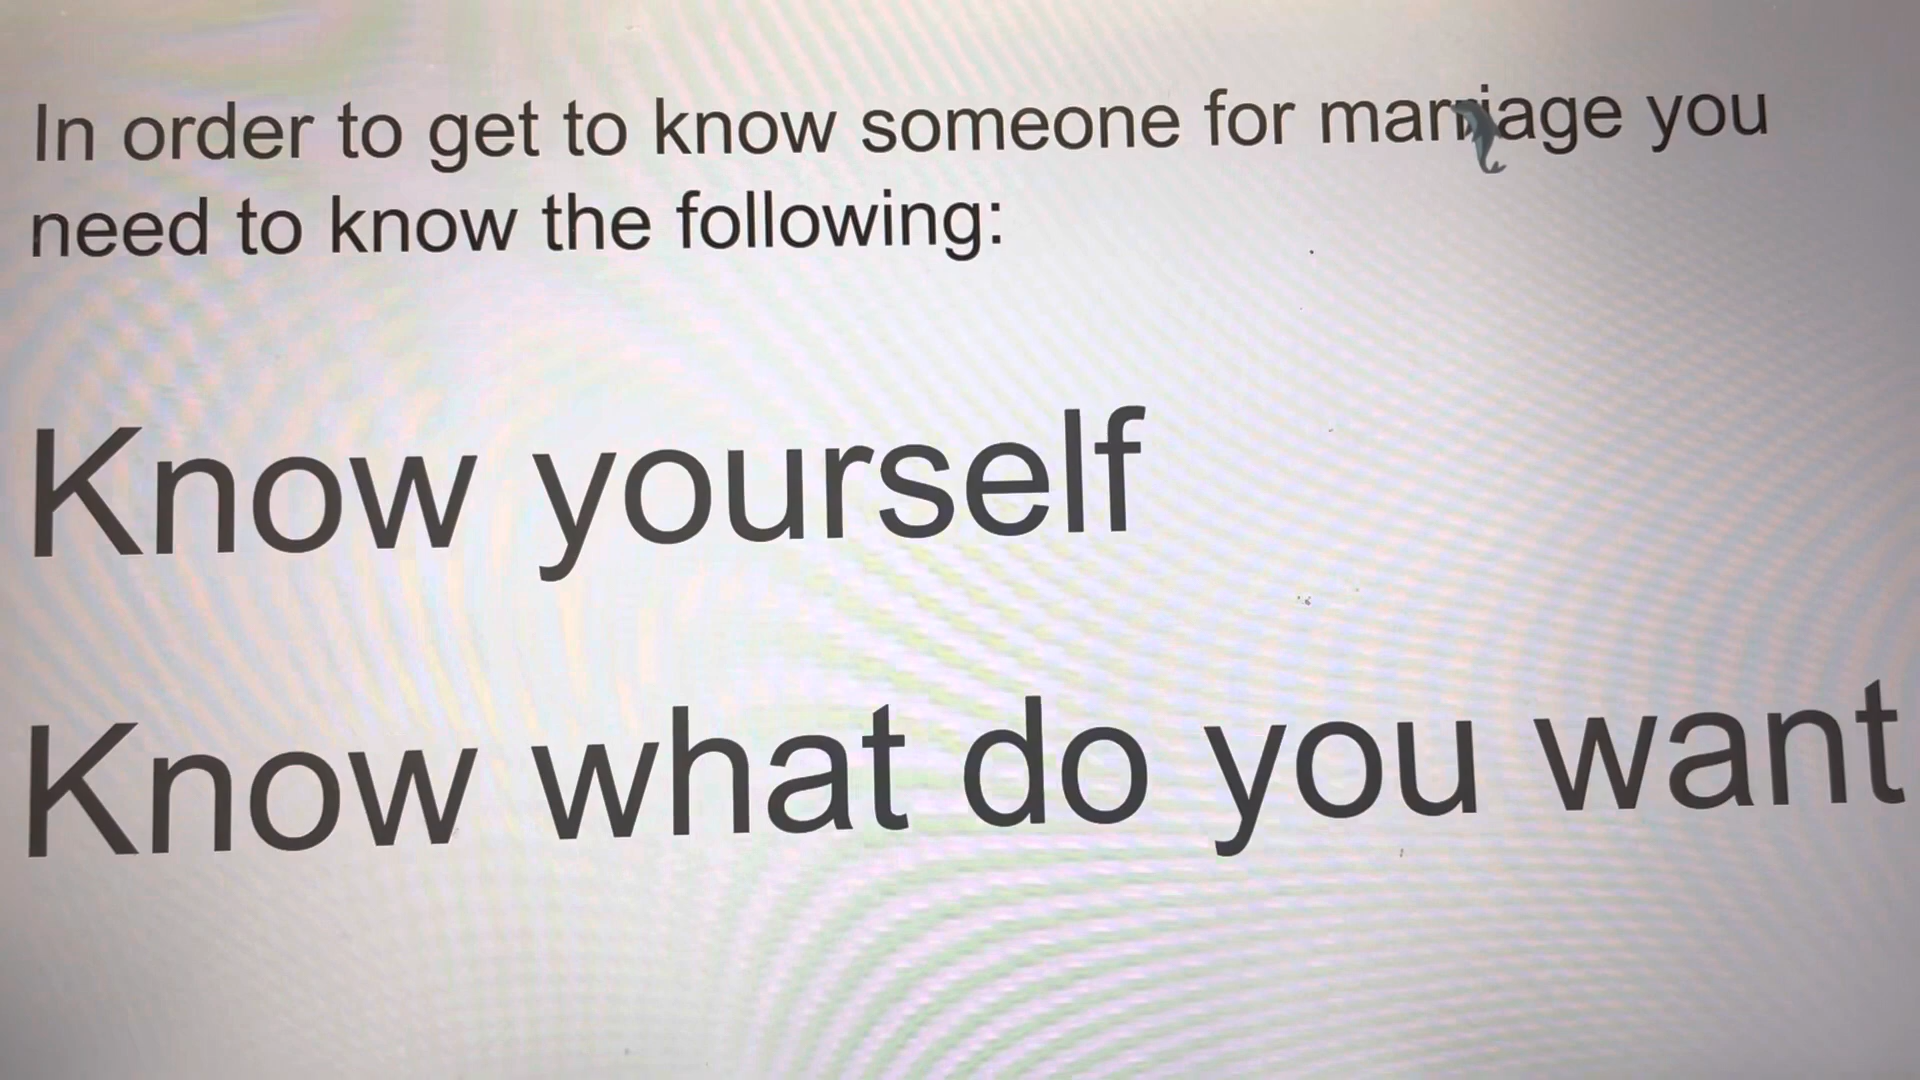 In order to get to know someone for marriage you
need to know the following:
Know yourself
Know what do you want